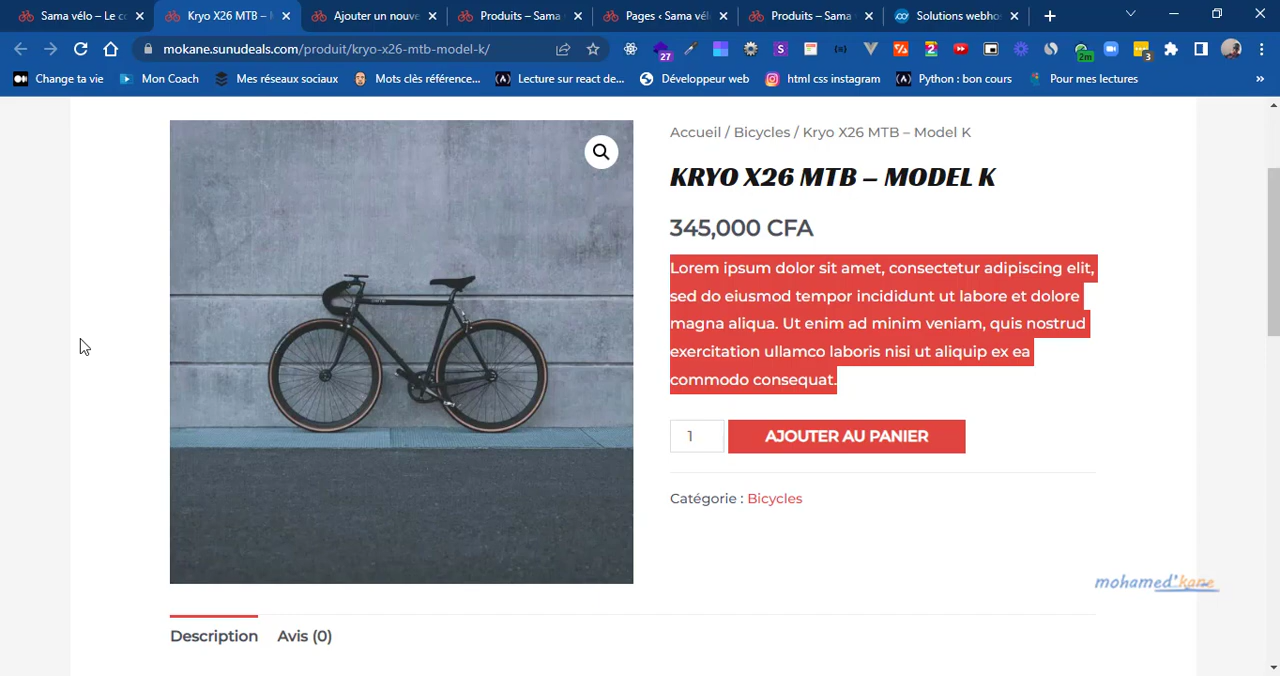 Sama vélo – Le co
Kryo X26 MTB –
Ajouter un nouve
Produits – Sama
Pages ‹ Sama vél
Produits – Sama
Solutions webho
mokane.sunudeals.com/produit/kryo-x26-mtb-model-k/
27
2m
3
Change ta vie
Mon Coach
Mes réseaux sociaux
Mots clès référence...
Lecture sur react de...
Développeur web
html css instagram
Python : bon cours
Pour mes lectures
Accueil / Bicycles / Kryo X26 MTB – Model K
KRYO X26 MTB – MODEL K
345,000 CFA
Lorem ipsum dolor sit amet, consectetur adipiscing elit,
sed do eiusmod tempor incididunt ut labore et dolore
magna aliqua. Ut enim ad minim veniam, quis nostrud
exercitation ullamco laboris nisi ut aliquip ex ea
commodo consequat.
1
AJOUTER AU PANIER
Catégorie : Bicycles
mohamed'kane
Description
Avis (0)